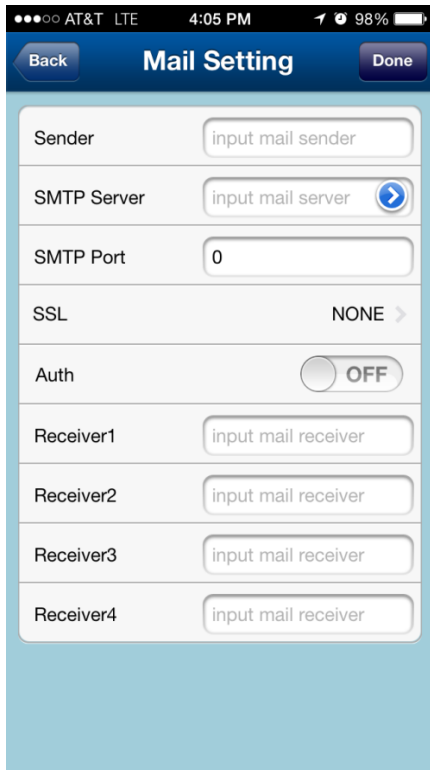 AT&T LTE 4:05 PM 98%
Back Mail Setting Done
Sender input mail sender
SMTP Server input mail server
SMTP Port 0
SSL NONE
Auth OFF
Receiver1 input mail receiver
Receiver2 input mail receiver
Receiver3 input mail receiver
Receiver4 input mail receiver